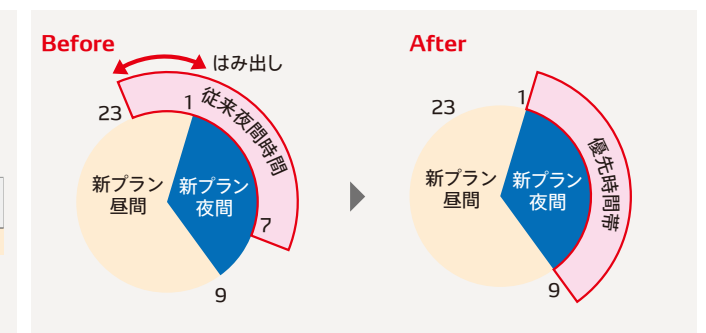 Before
はみ出し
23
1
従来夜間時間
新プラン
昼間
新プラン
夜間
7
9
After
23
1
優先時間帯
新プラン
昼間
新プラン
夜間
9